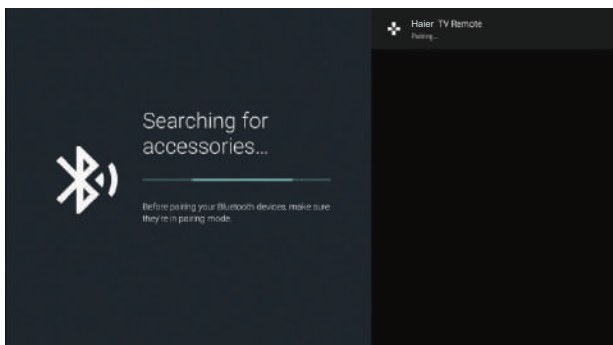 Haier TV Remote
Pairing...
Searching for
accessories...
Before pairing your Bluetooth devices, make sure
they're in pairing mode.